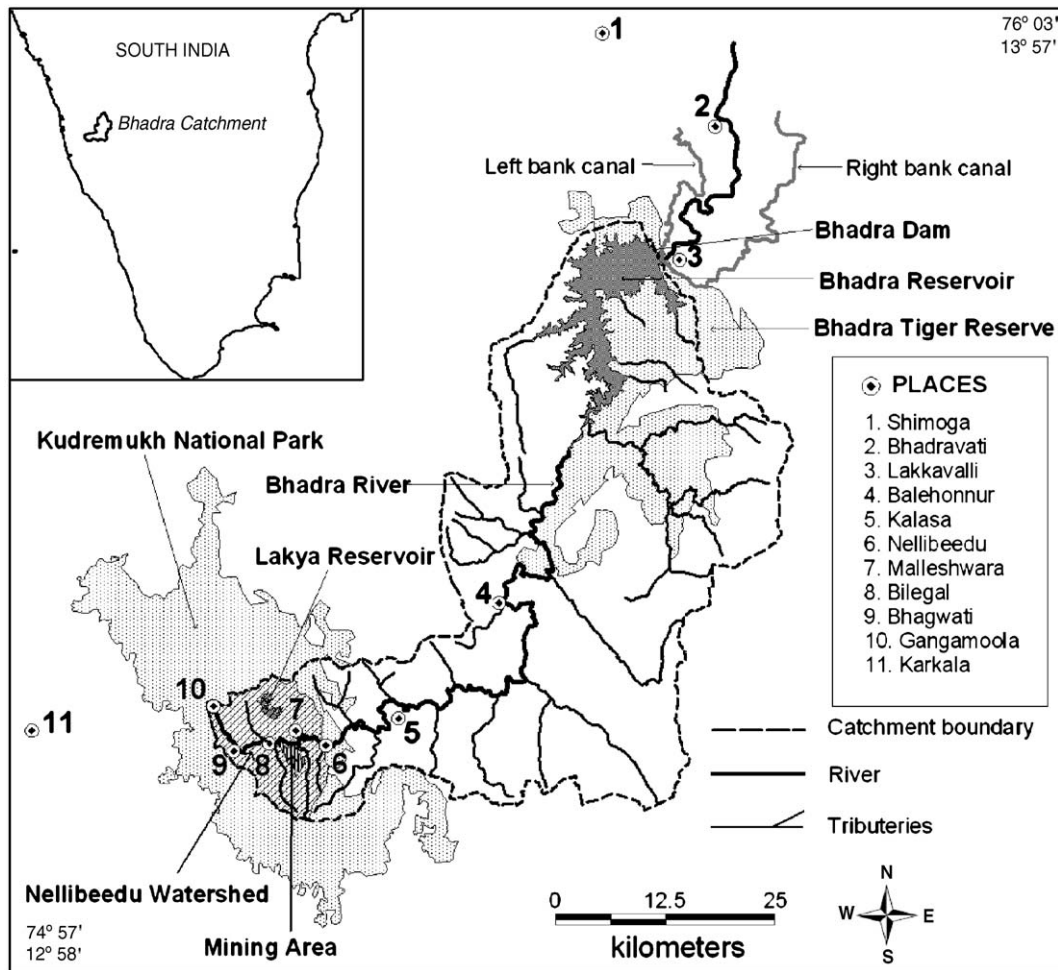 SOUTH INDIA
Bhadra Catchment
1
76° 03'
13° 57'
2
Left bank canal
Right bank canal
Bhadra Dam
3
Bhadra Reservoir
Bhadra Tiger Reserve
PLACES
1. Shimoga
2. Bhadravati
3. Lakkavalli
4. Balehonnur
5. Kalasa
6. Nellibeedu
7. Malleshwara
8. Bilegal
9. Bhagwati
10. Gangamoola
11. Karkala
Kudremukh National Park
Bhadra River
Lakya Reservoir
4
10
7
11
5
9
8
6
Catchment boundary
River
Tributeries
Nellibeedu Watershed
Mining Area
74° 57'
12° 58'
0 12.5 25
kilometers
N
W E
S